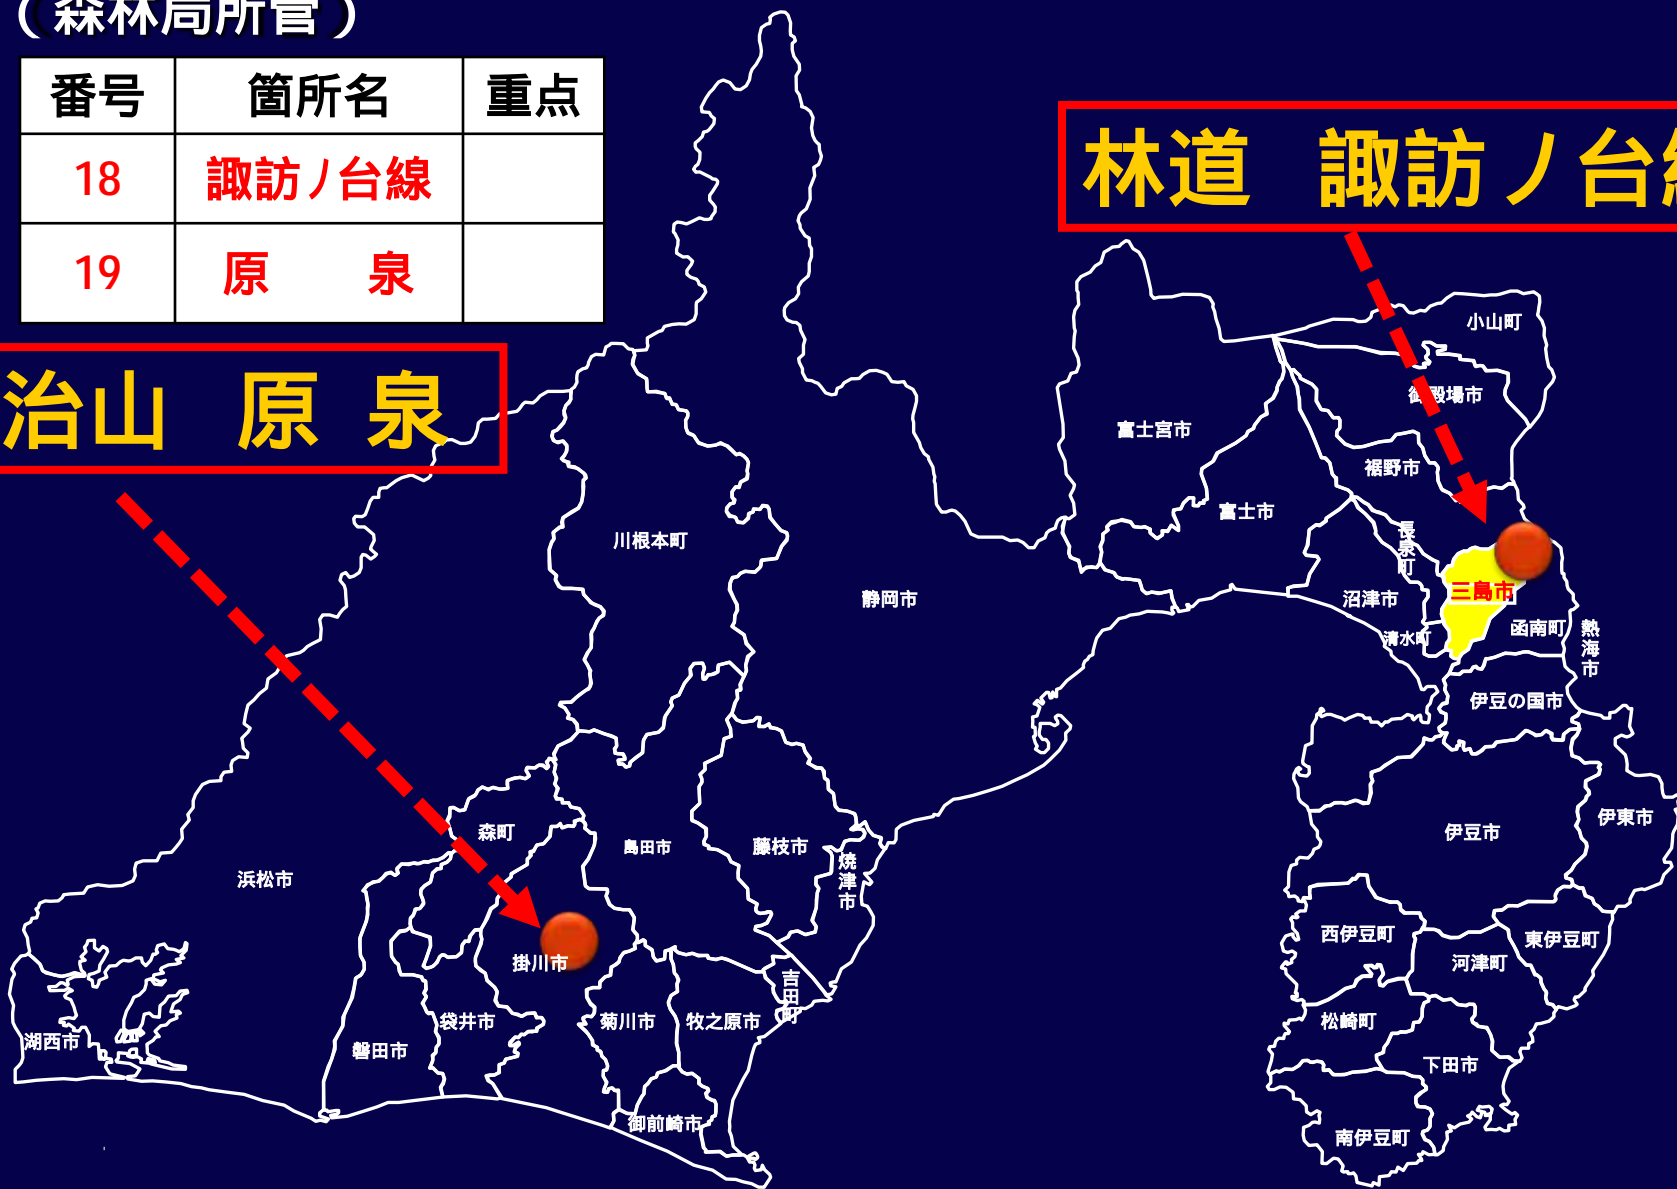 (森林局所管)
番号 箇所名 重点
18 諏訪ノ台線
19 原 泉
林道 諏訪ノ台線
治山 原 泉
小山町
御殿場市
富士宮市
裾野市
富士市
長泉町
川根本町
静岡市
沼津市
三島市
清水町
函南町
熱海市
伊豆の国市
伊東市
伊豆市
森町
島田市
藤枝市
焼津市
浜松市
西伊豆町
東伊豆町
河津町
掛川市
吉田町
湖西市
磐田市
袋井市
菊川市
牧之原市
松崎町
下田市
御前崎市
南伊豆町